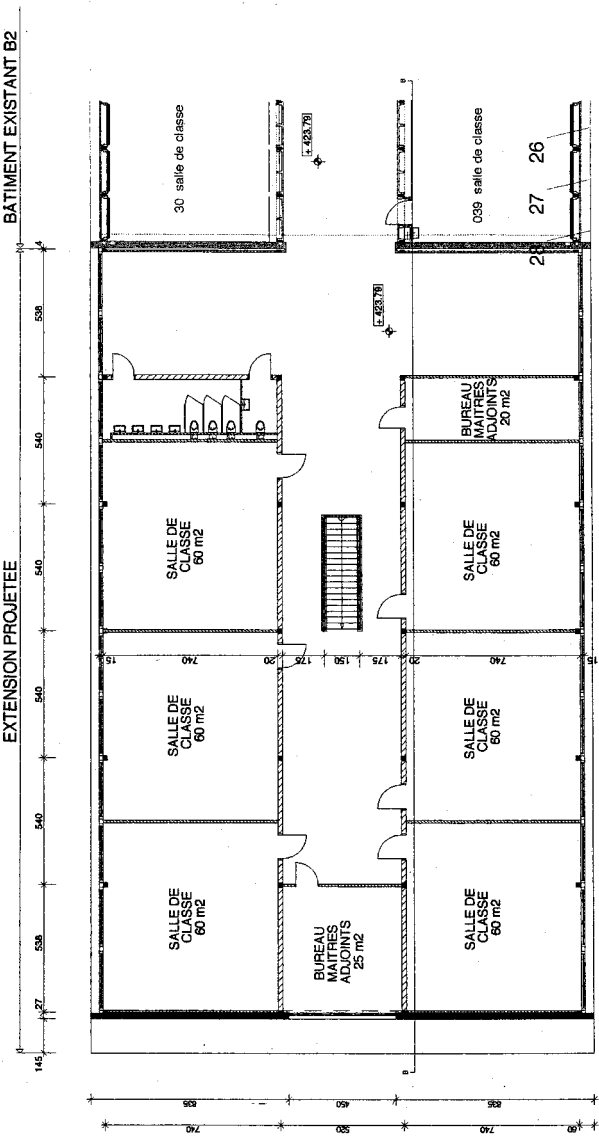 BÂTIMENT EXISTANT B2
EXTENSION PROJETEE
4
538
540
540
540
540
538
27
145
30 salle de classe
+ 423.79
039 salle de classe
26
27
28
+ 423.79
B
BUREAU
MAITRES
ADJOINTS
20 m2
SALLE DE
CLASSE
60 m2
SALLE DE
CLASSE
60 m2
15
740
20
175
150
175
20
740
15
SALLE DE
CLASSE
60 m2
SALLE DE
CLASSE
60 m2
SALLE DE
CLASSE
60 m2
BUREAU
MAITRES
ADJOINTS
25 m2
SALLE DE
CLASSE
60 m2
B
835
450
835
740
520
740
60